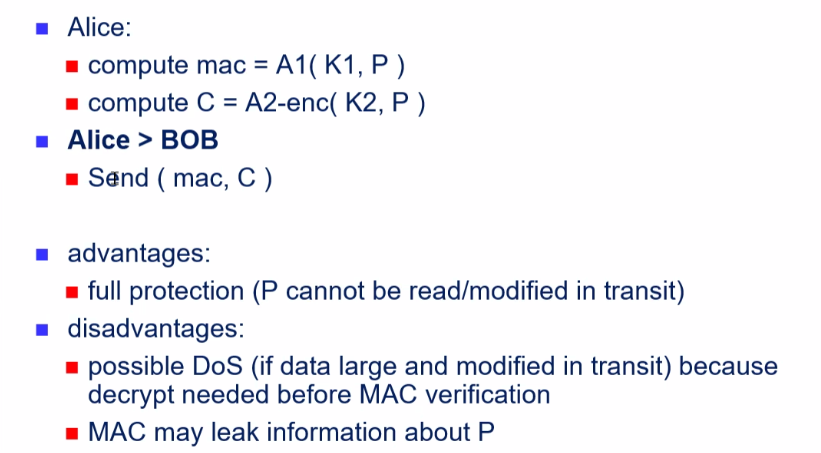 Alice:
compute mac = A1( K1, P )
compute C = A2-enc( K2, P )
Alice > BOB
Send ( mac, C )
advantages:
full protection (P cannot be read/modified in transit)
disadvantages:
possible DoS (if data large and modified in transit) because
decrypt needed before MAC verification
MAC may leak information about P